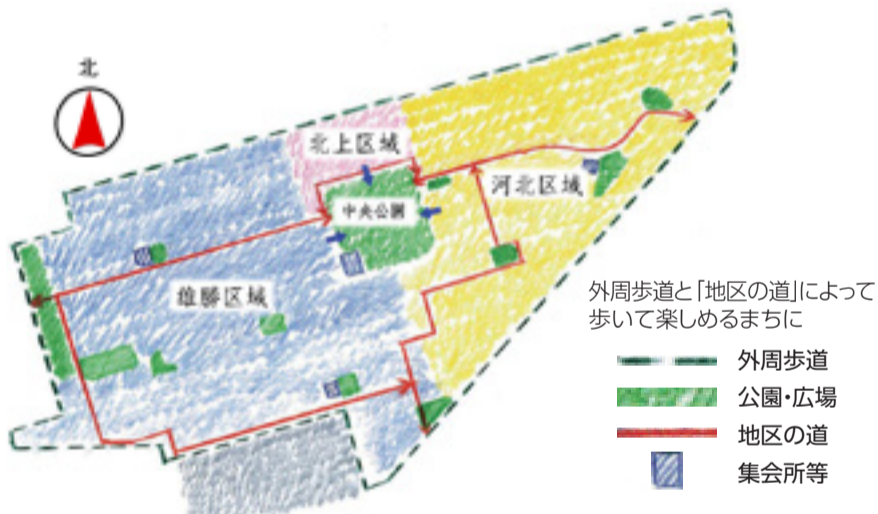 北
北上区域
河北区域
中央公園
雄勝区域
外周歩道と「地区の道」によって
歩いて楽しめるまちに
外周歩道
公園・広場
地区の道
集会所等